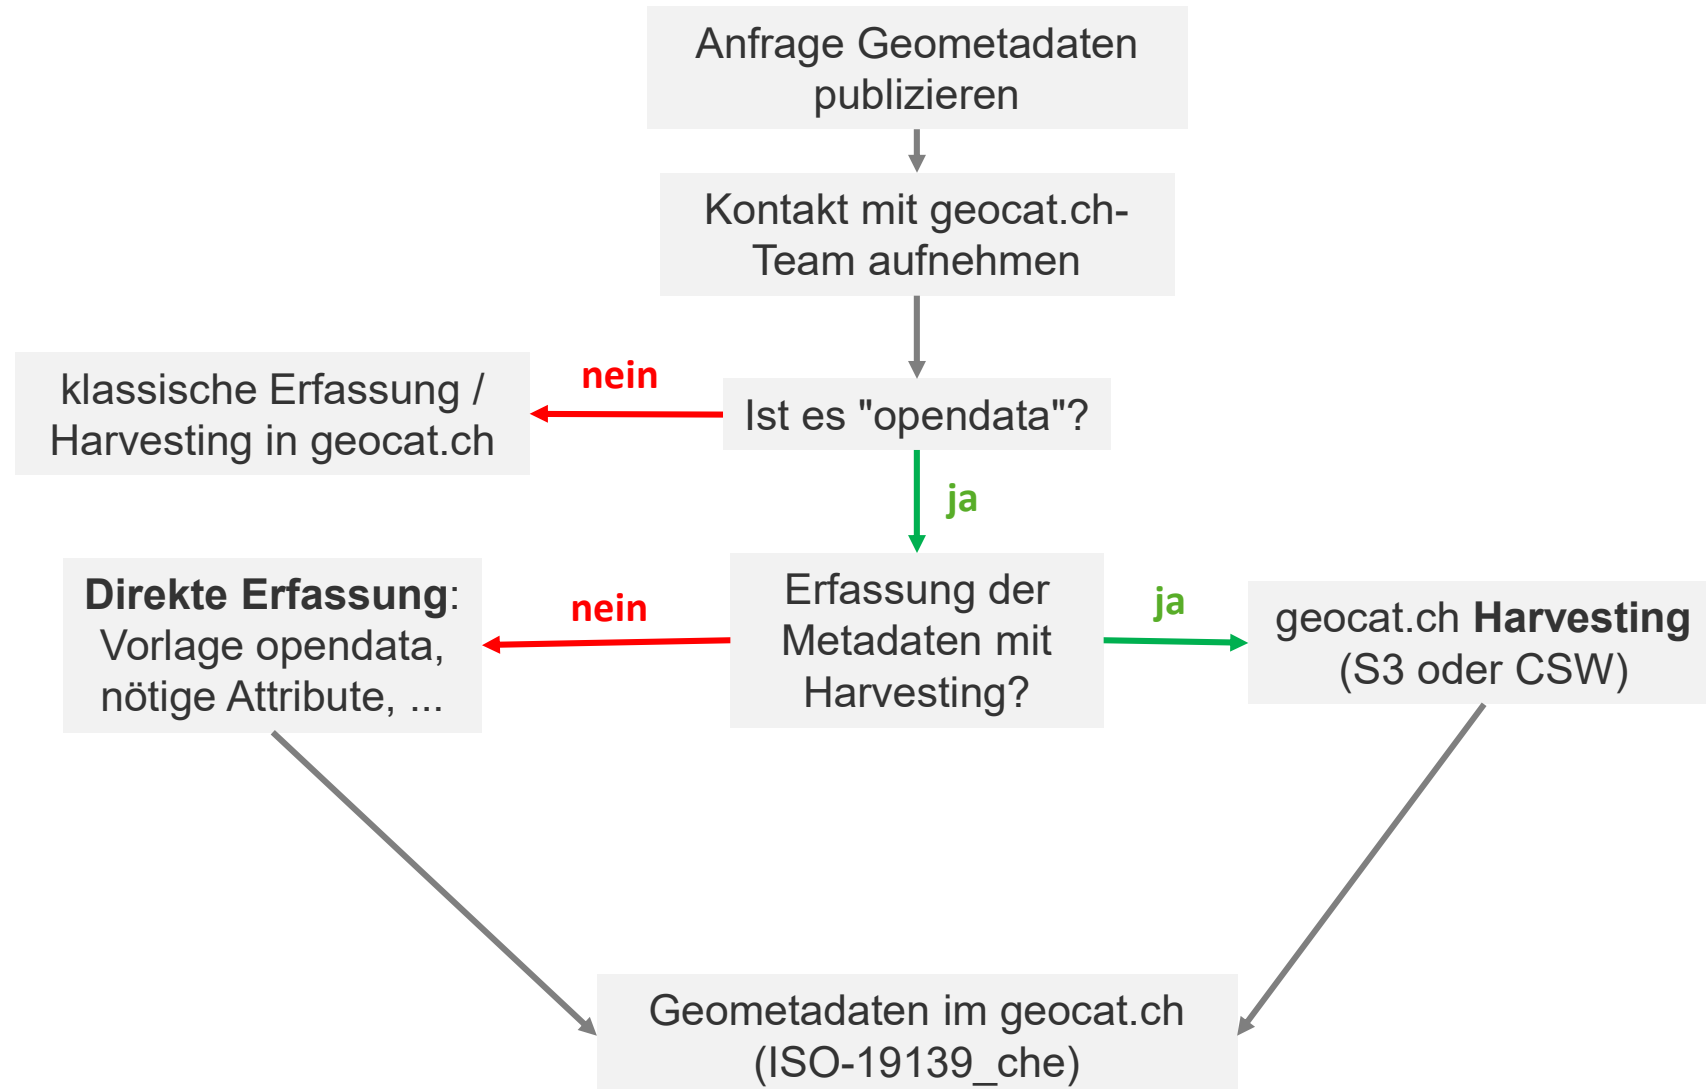 Anfrage Geometadaten
publizieren
Kontakt mit geocat.ch-
Team aufnehmen
klassische Erfassung /
Harvesting in geocat.ch
nein
Ist es "opendata"?
ja
Direkte Erfassung:
Vorlage opendata,
nötige Attribute, ...
nein
Erfassung der
Metadaten mit
Harvesting?
ja
geocat.ch Harvesting
(S3 oder CSW)
Geometadaten im geocat.ch
(ISO-19139_che)